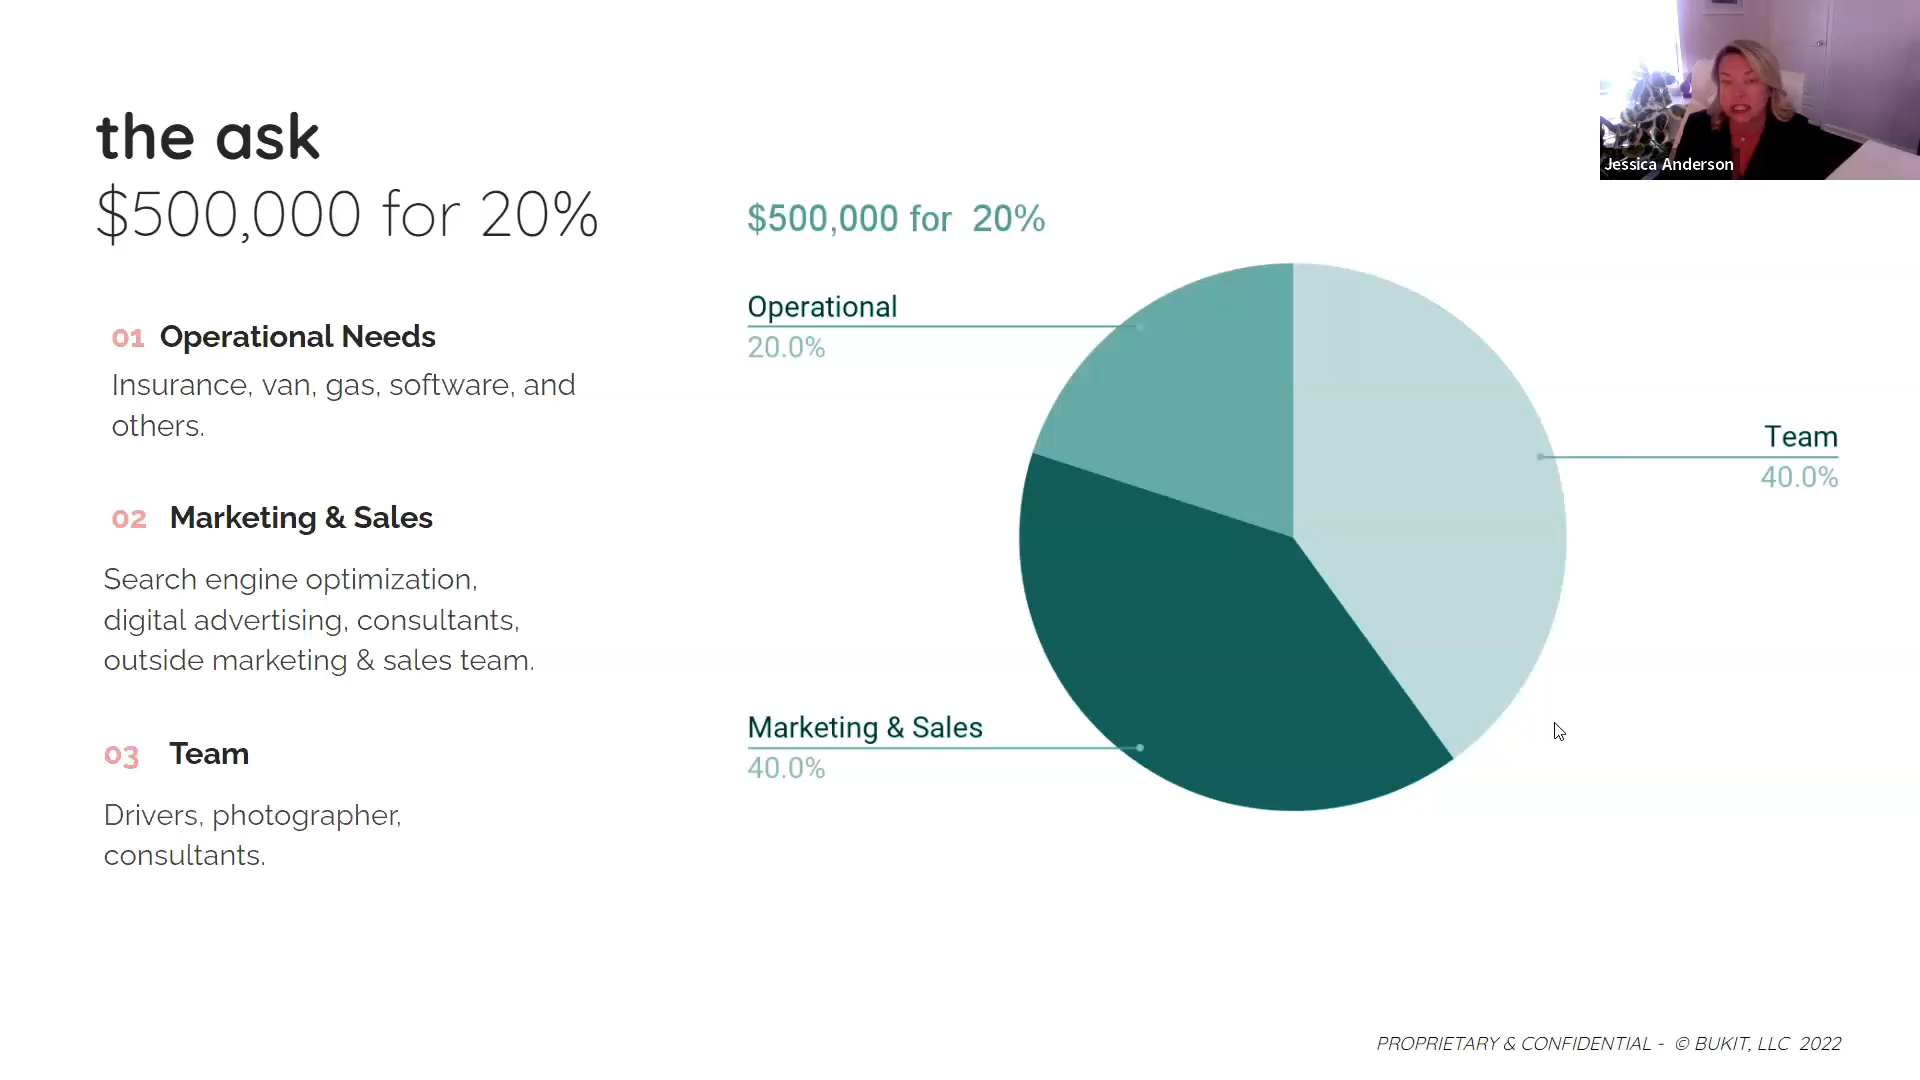 the ask
$500,000 for 20%
01 Operational Needs
Insurance, van, gas, software, and
others.
02 Marketing & Sales
Search engine optimization,
digital advertising, consultants,
outside marketing & sales team.
03 Team
Drivers, photographer,
consultants.
$500,000 for 20%
Operational
20.0%
Team
40.0%
Marketing & Sales
40.0%
Jessica Anderson
PROPRIETARY & CONFIDENTIAL - © BUKIT, LLC 2022